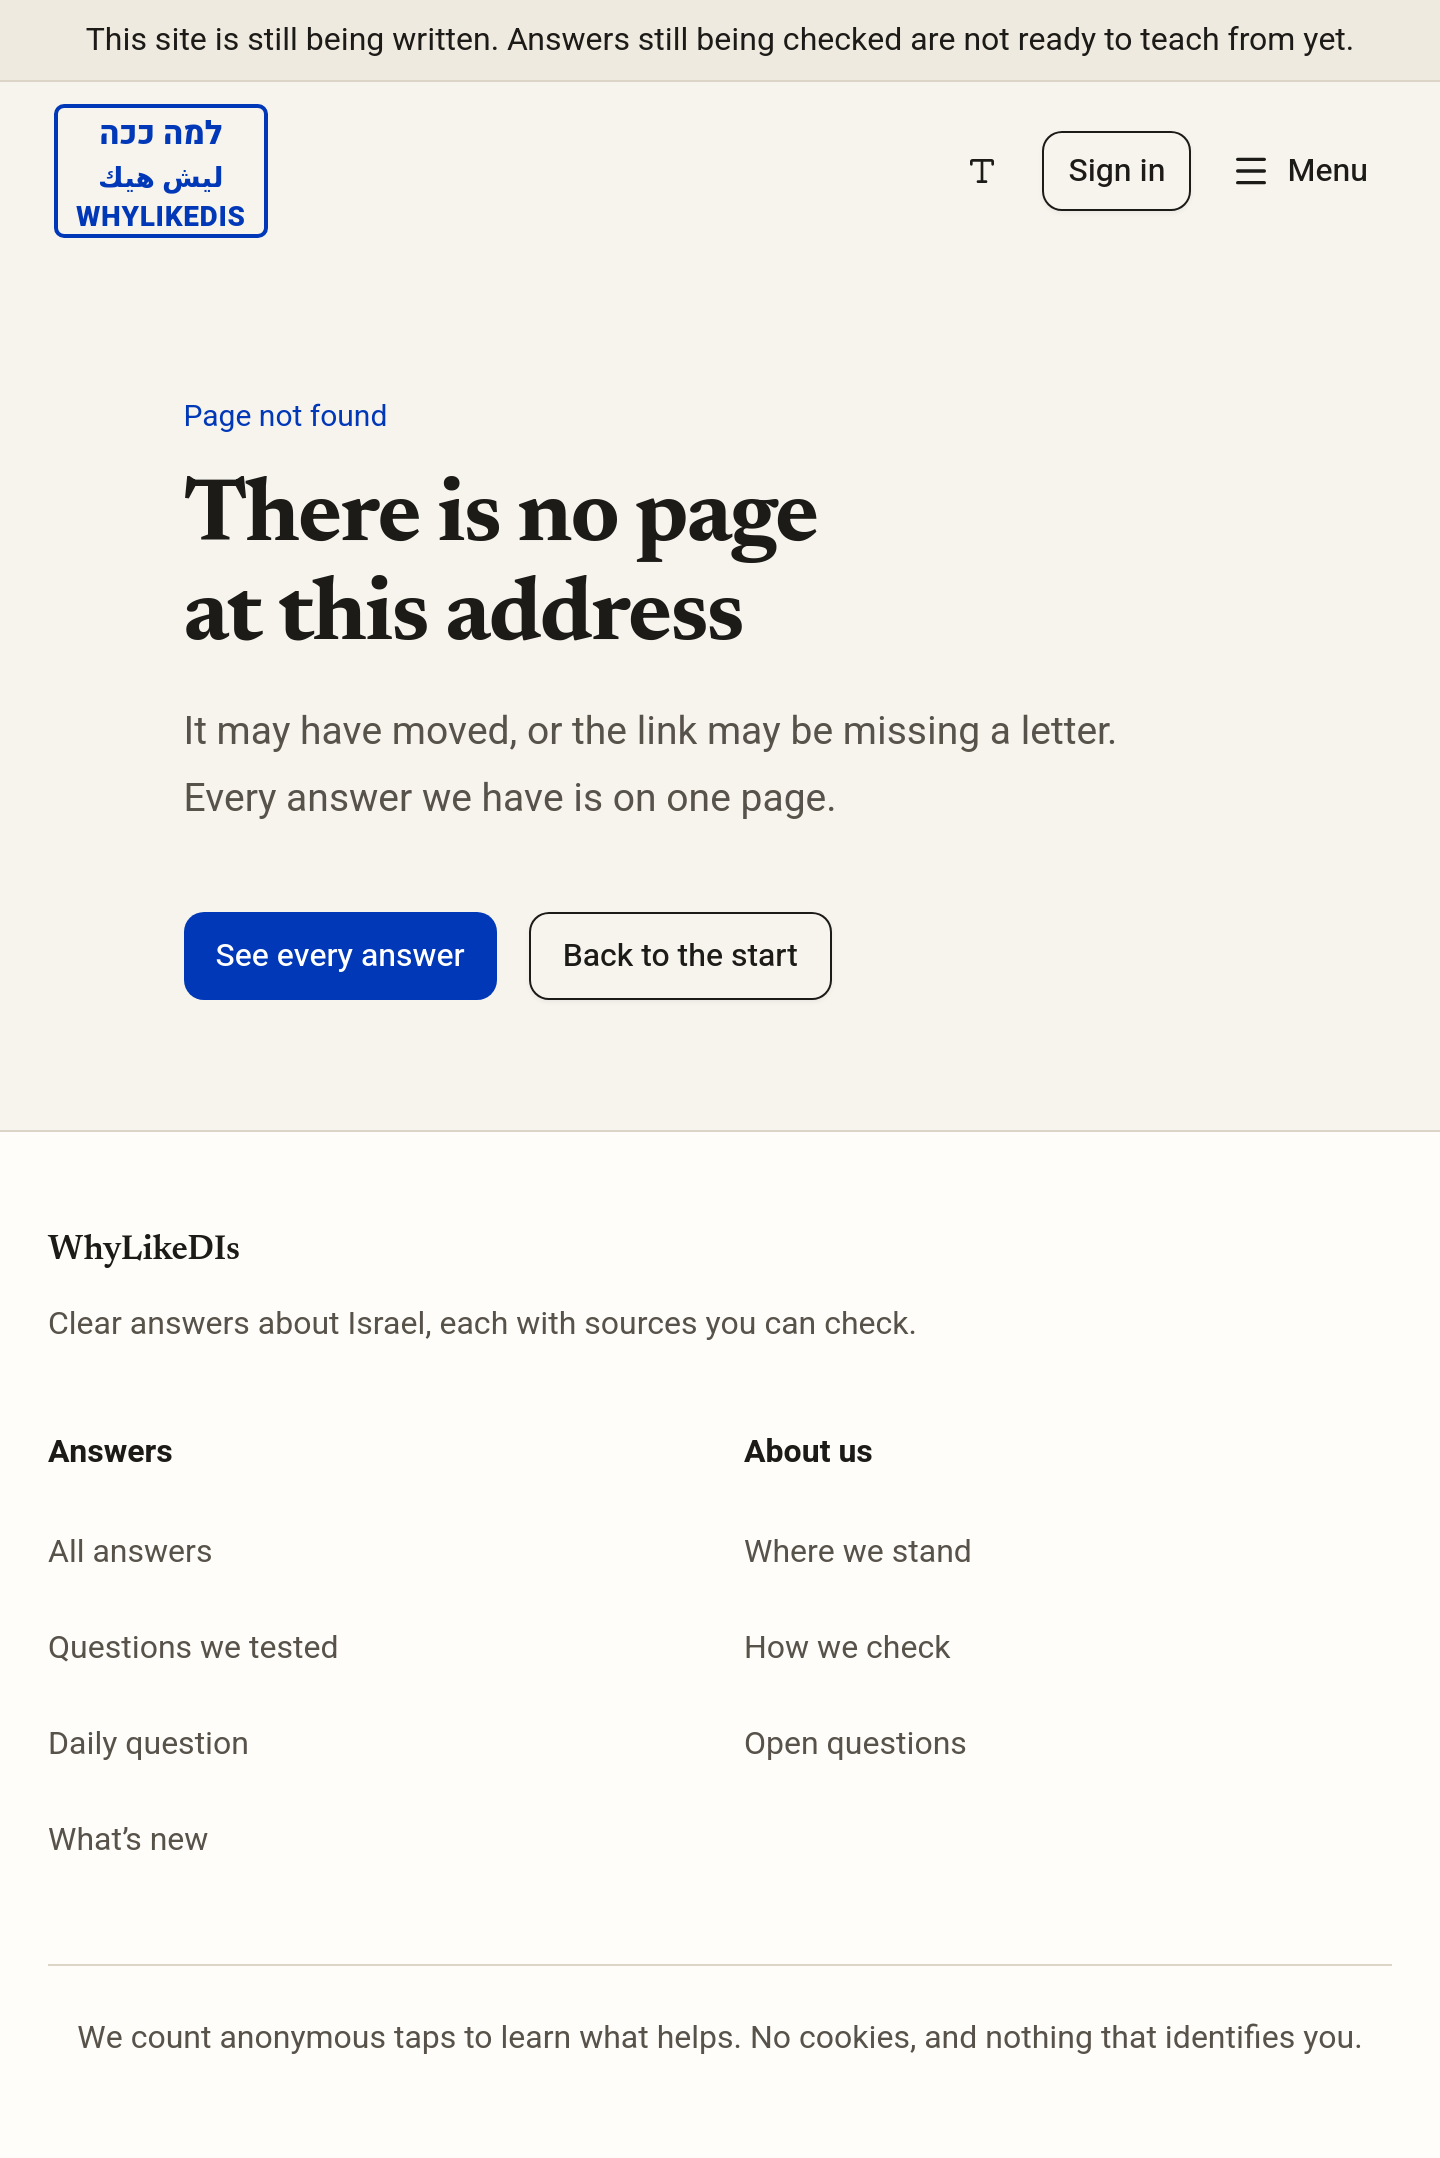 This site is still being written. Answers still being checked are not ready to teach from yet.
למה ככה
ليش هيك
WHYLIKEDIS
T
Sign in
Menu
Page not found
There is no page
at this address
It may have moved, or the link may be missing a letter.
Every answer we have is on one page.
See every answer
Back to the start
WhyLikeDIs
Clear answers about Israel, each with sources you can check.
Answers
All answers
Questions we tested
Daily question
What’s new
About us
Where we stand
How we check
Open questions
We count anonymous taps to learn what helps. No cookies, and nothing that identifies you.